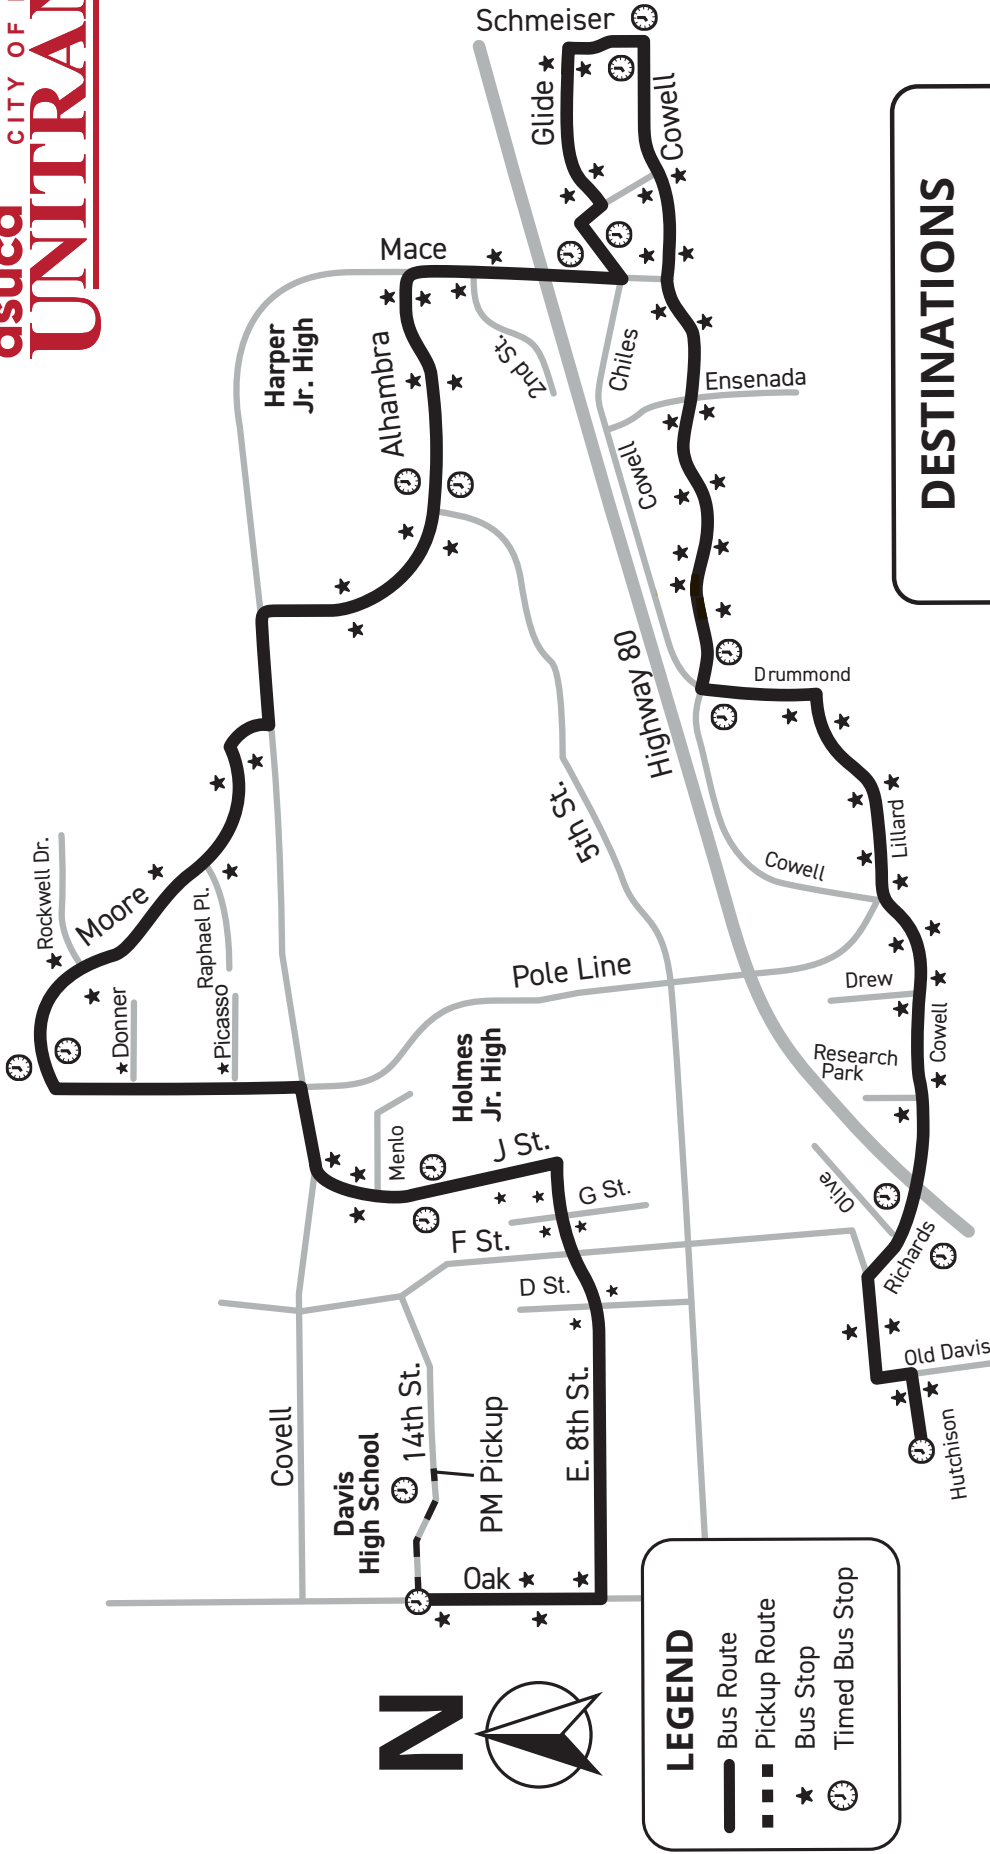 asuca
CITY OF
UNITRAN
Schmeiser
Glide
Cowell
Mace
Harper
Jr. High
Alhambra
2nd St.
Chiles
Ensenada
Cowell
DESTINATIONS
Highway 80
Drummond
5th St.
Rockwell Dr.
Moore
Raphael Pl.
Donner
Picasso
Pole Line
Cowell
Lillard
Drew
Cowell
Research
Park
Holmes
Jr. High
Menlo
J St.
G St.
F St.
D St.
Olive
Richards
Old Davis
Hutchison
Covell
Davis
High School
14th St.
PM Pickup
E. 8th St.
Oak
N
LEGEND
Bus Route
Pickup Route
Bus Stop
Timed Bus Stop